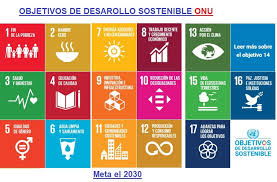 OBJETIVOS DE DESAROLLO SOSTENIBLE ONU
1 FIN DE LA POBREZA
2 HAMBRE CERO
7 ENERGÍA ASEQUIBLE Y NO CONTAMINANTE
8 TRABAJO DECENTE Y CRECIMIENTO ECONÓMICO
13 ACCIÓN POR EL CLIMA
Leer más sobre
el objetivo 14
3 SALUD Y BIENESTAR
4 EDUCACIÓN DE CALIDAD
9 INDUSTRIA, INNOVACIÓN E INFRAESTRUCTURA
10 REDUCCIÓN DE LAS DESIGUALDADES
15 VIDA DE ECOSISTEMAS TERRESTRES
16 PAZ, JUSTICIA E INSTITUCIONES SÓLIDAS
5 IGUALDAD DE GÉNERO
6 AGUA LIMPIA Y SANEAMIENTO
11 CIUDADES Y COMUNIDADES SOSTENIBLES
12 PRODUCCIÓN Y CONSUMO RESPONSABLES
17 ALIANZAS PARA LOGRAR LOS OBJETIVOS
OBJETIVOS
DE DESARROLLO
SOSTENIBLE
Meta el 2030